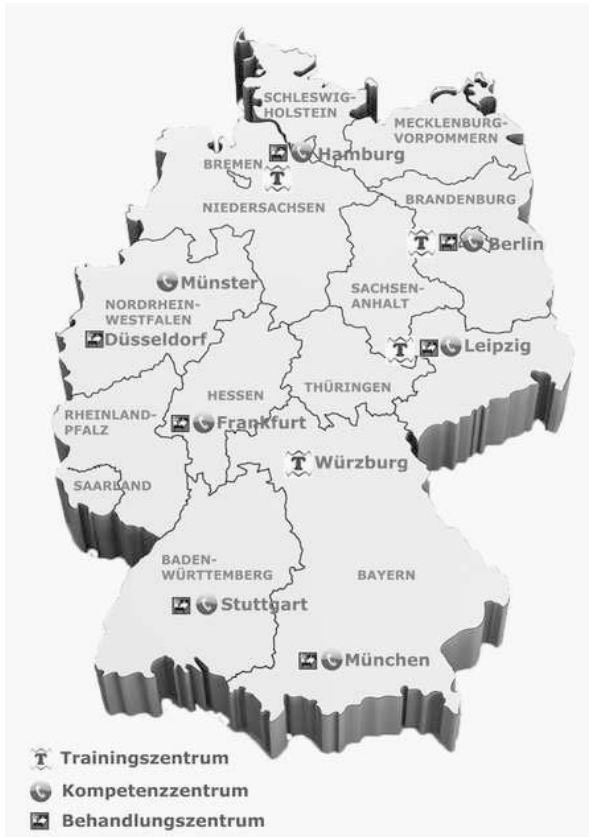 SCHLESWIG-
HOLSTEIN
MECKLENBURG-
VORPOMMERN
Hamburg
BREMEN
T
NIEDERSACHSEN
BRANDENBURG
T
Berlin
Münster
SACHSEN-
ANHALT
NORDRHEIN-
WESTFALEN
Düsseldorf
T
Leipzig
HESSEN
THÜRINGEN
RHEINLAND-
PFALZ
Frankfurt
T Würzburg
SAARLAND
BADEN-
WÜRTTEMBERG
BAYERN
Stuttgart
München
T Trainingszentrum
Kompetenzzentrum
Behandlungszentrum